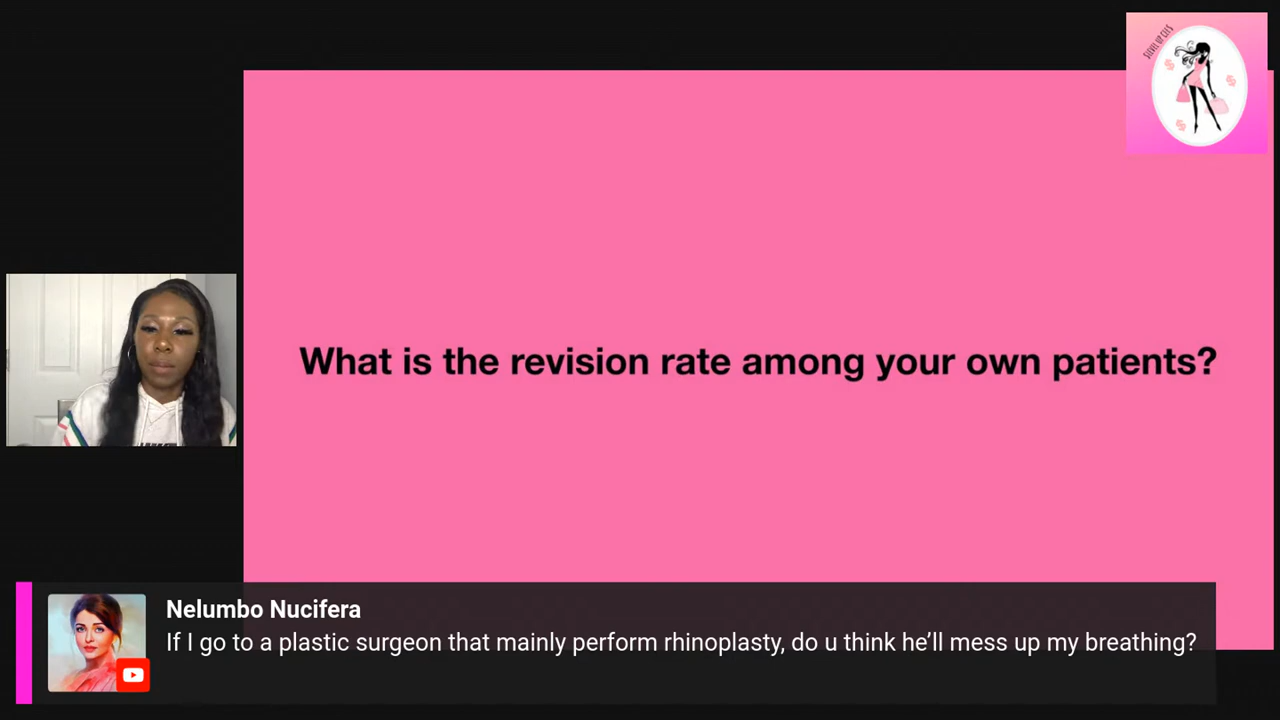 What is the revision rate among your own patients?
Nelumbo Nucifera
If I go to a plastic surgeon that mainly perform rhinoplasty, do u think he’ll mess up my breathing?